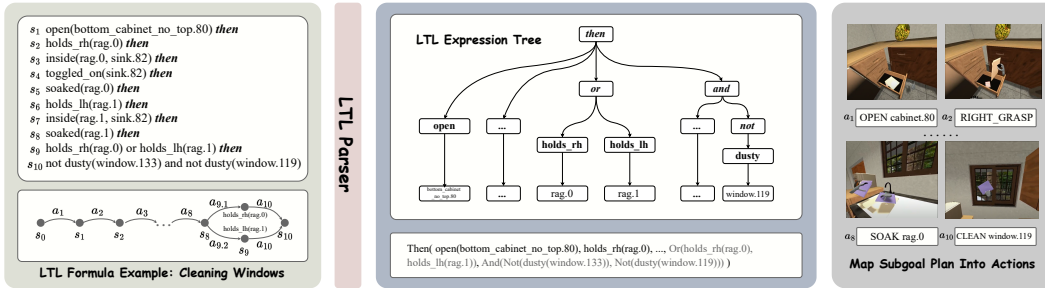 s1 open(bottom_cabinet_no_top.80) then
s2 holds_rh(rag.0) then
s3 inside(rag.0, sink.82) then
s4 toggled_on(sink.82) then
s5 soaked(rag.0) then
s6 holds_lh(rag.1) then
s7 inside(rag.1, sink.82) then
s8 soaked(rag.1) then
s9 holds_rh(rag.0) or holds_lh(rag.1) then
s10 not dusty(window.133) and not dusty(window.119)
a1 a2 a3 ... a8 a9,1 a10
holds_rh(rag.0)
holds_lh(rag.1)
s0 s1 s2 s8 a9.2 s9 a10 s10
LTL Formula Example: Cleaning Windows
LTL Parser
LTL Expression Tree
then
or and
open ... ... not
holds_rh holds_lh dusty
bottom_cabinet
no_top.80
... rag.0 rag.1 ... window.119
Then( open(bottom_cabinet_no_top.80), holds_rh(rag.0), ..., Or(holds_rh(rag.0),
holds_lh(rag.1)), And(Not(dusty(window.133)), Not(dusty(window.119))) )
a1 OPEN cabinet.80 a2 RIGHT_GRASP
......
a8 SOAK rag.0 a10 CLEAN window.119
Map Subgoal Plan Into Actions